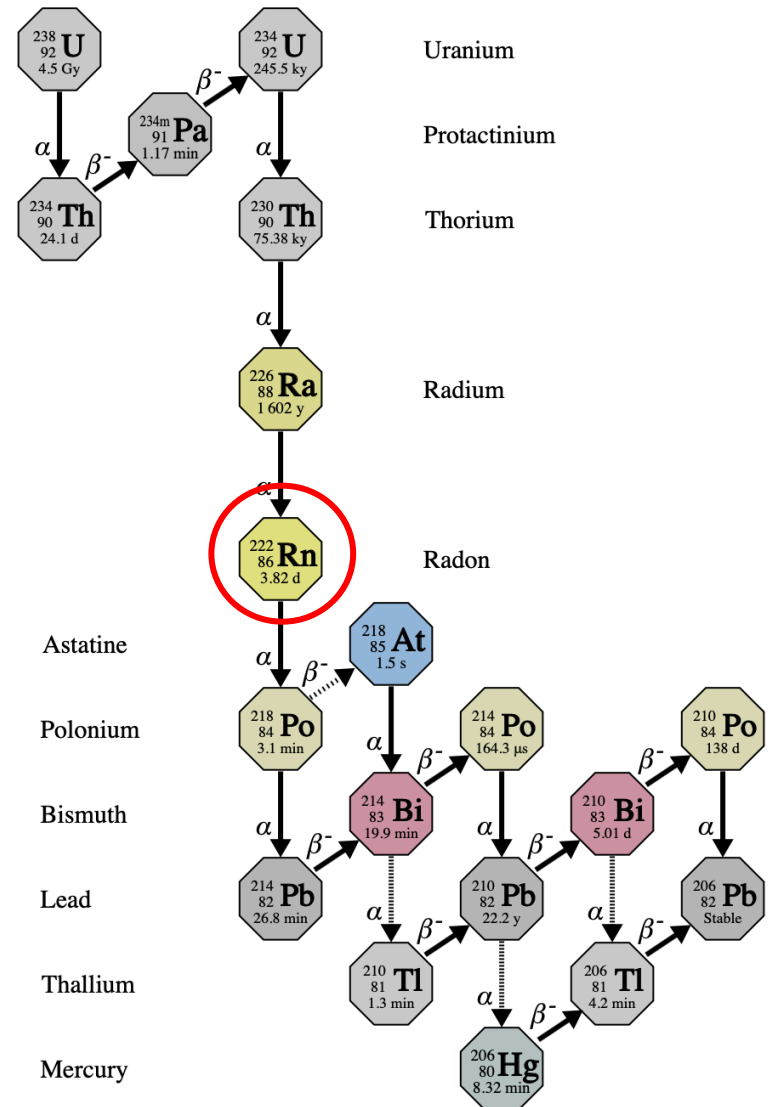 238
92 U
4.5 Gy
234
92 U
245.5 ky
Uranium
β-
234m
91 Pa
1.17 min
Protactinium
α
β-
α
234
90 Th
24.1 d
230
90 Th
75.38 ky
Thorium
α
226
88 Ra
1 602 y
Radium
α
222
86 Rn
3.82 d
Radon
Astatine
218
85 At
1.5 s
α
β-
Polonium
218
84 Po
3.1 min
214
84 Po
164.3 μs
210
84 Po
138 d
α
β-
β-
Bismuth
214
83 Bi
19.9 min
210
83 Bi
5.01 d
α
β-
α
β-
α
Lead
214
82 Pb
26.8 min
210
82 Pb
22.2 y
206
82 Pb
Stable
α
β-
α
β-
Thallium
210
81 Tl
1.3 min
206
81 Tl
4.2 min
α
β-
Mercury
206
80 Hg
8.32 min